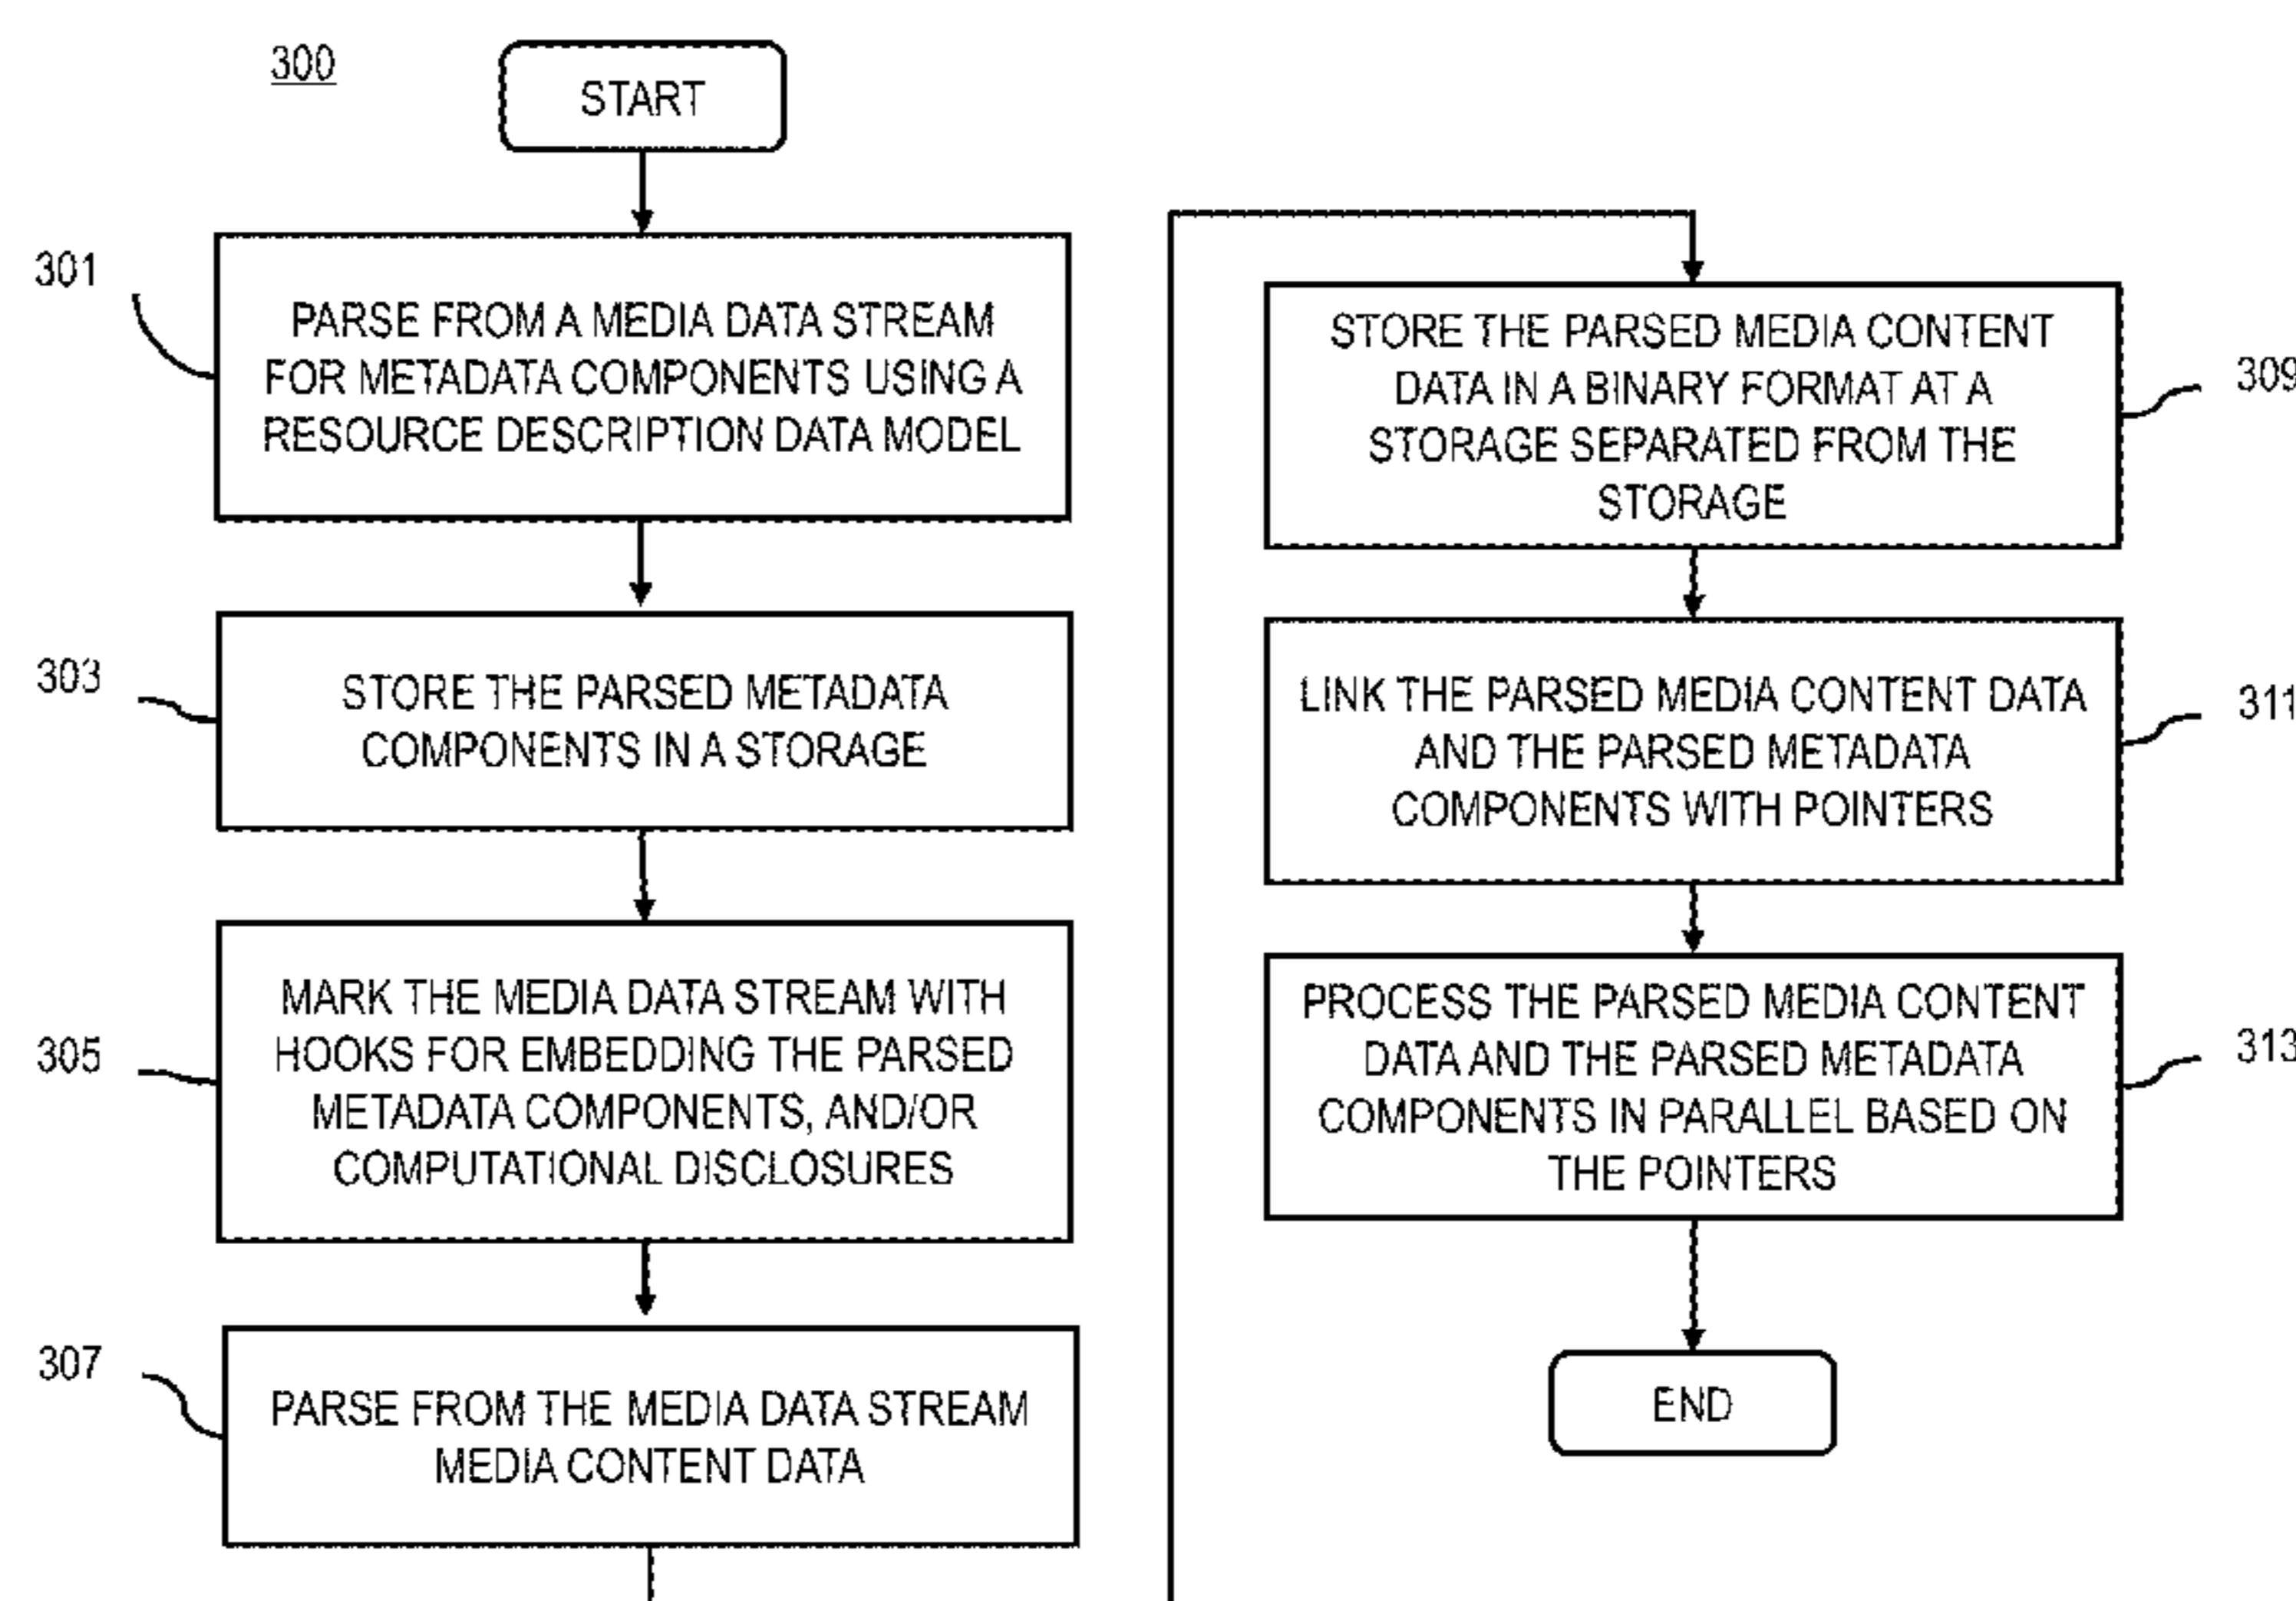 300
START
301
PARSE FROM A MEDIA DATA STREAM
FOR METADATA COMPONENTS USING A
RESOURCE DESCRIPTION DATA MODEL
303
STORE THE PARSED METADATA
COMPONENTS IN A STORAGE
305
MARK THE MEDIA DATA STREAM WITH
HOOKS FOR EMBEDDING THE PARSED
METADATA COMPONENTS, AND/OR
COMPUTATIONAL DISCLOSURES
307
PARSE FROM THE MEDIA DATA STREAM
MEDIA CONTENT DATA
STORE THE PARSED MEDIA CONTENT
DATA IN A BINARY FORMAT AT A
STORAGE SEPARATED FROM THE
STORAGE
309
LINK THE PARSED MEDIA CONTENT DATA
AND THE PARSED METADATA
COMPONENTS WITH POINTERS
311
PROCESS THE PARSED MEDIA CONTENT
DATA AND THE PARSED METADATA
COMPONENTS IN PARALLEL BASED ON
THE POINTERS
313
END